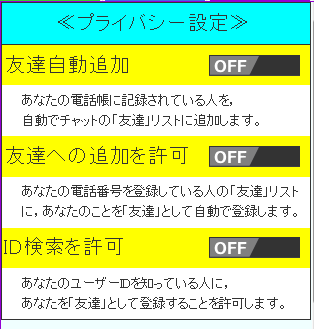 ≪プライバシー設定≫
友達自動追加 OFF
あなたの電話帳に記録されている人を,
自動でチャットの「友達」リストに追加します。
友達への追加を許可 OFF
あなたの電話番号を登録している人の「友達」リスト
に, あなたのことを「友達」として自動で登録します。
ID検索を許可 OFF
あなたのユーザーIDを知っている人に,
あなたを「友達」として登録することを許可します。